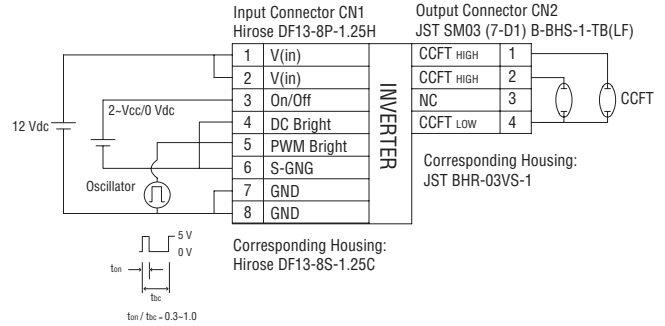 Input Connector CN1
Hirose DF13-8P-1.25H
Output Connector CN2
JST SM03 (7-D1) B-BHS-1-TB(LF)
1 V(in)
2 V(in)
3 On/Off
4 DC Bright
5 PWM Bright
6 S-GNG
7 GND
8 GND
INVERTER
CCFT HIGH 1
CCFT HIGH 2
NC 3
CCFT LOW 4
CCFT
2~Vcc/0 Vdc
12 Vdc
Oscillator
Corresponding Housing:
JST BHR-03VS-1
Corresponding Housing:
Hirose DF13-8S-1.25C
5 V
0 V
ton
tbc
ton / tbc = 0.3~1.0